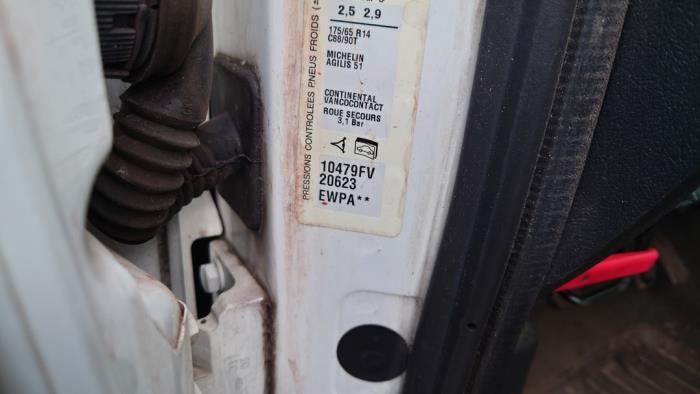 2,5 2,9
175/65 R14
C88/90T
MICHELIN
AGILIS 51
CONTINENTAL
VANCOCONTACT
ROUE SECOURS
3,1 Bar
10479FV
20623
EWPA**
PRESSIONS CONTROLEES PNEUS FROIDS